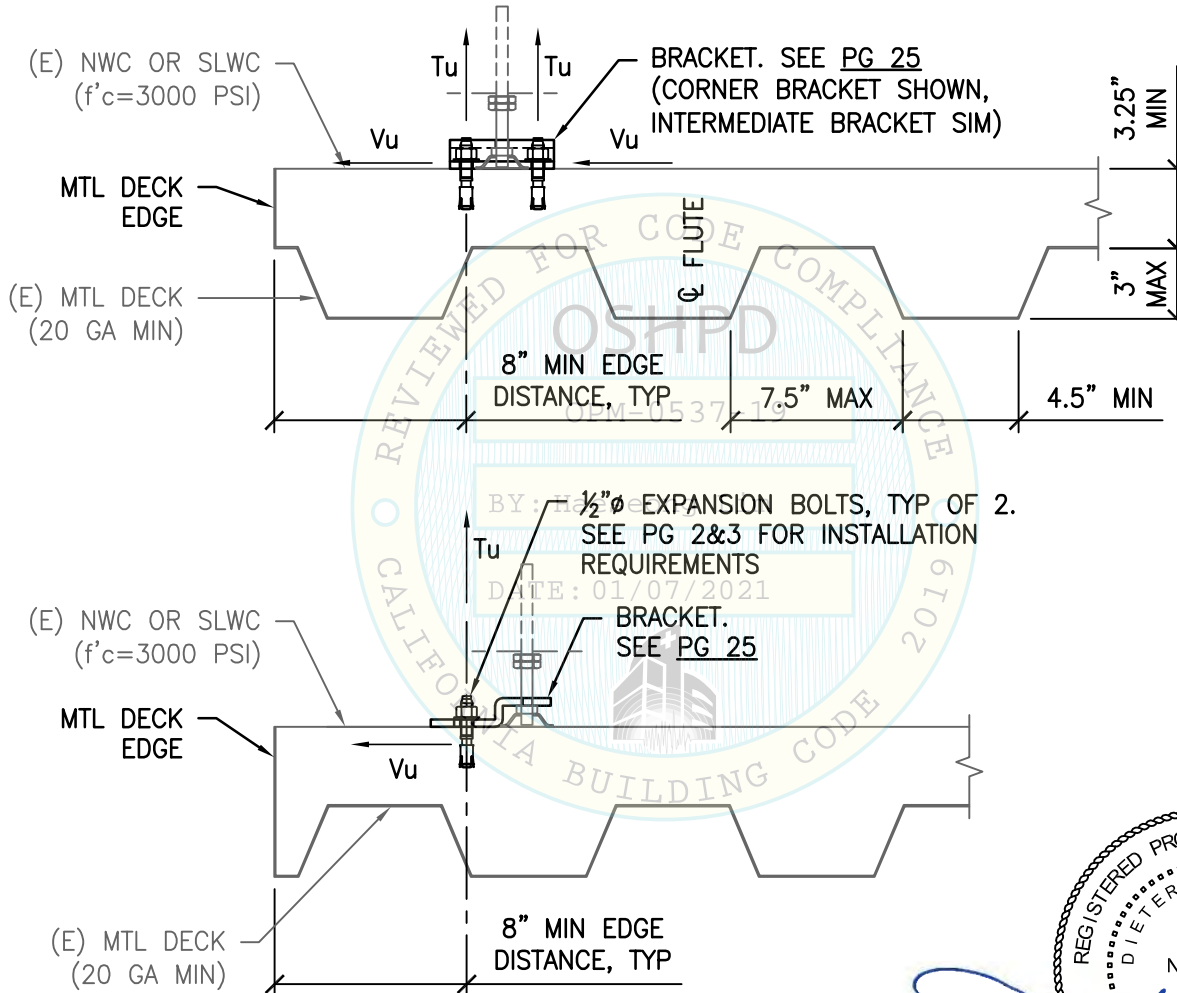 (E) NWC OR SLWC
(f'c=3000 PSI)
Tu
Tu
BRACKET. SEE PG 25
(CORNER BRACKET SHOWN,
INTERMEDIATE BRACKET SIM)
3.25"
MIN
Vu
Vu
MTL DECK
EDGE
℄ FLUTE
(E) MTL DECK
(20 GA MIN)
3"
MAX
8" MIN EDGE
DISTANCE, TYP
7.5" MAX
4.5" MIN
REVIEWED FOR CODE COMPLIANCE
OSHPD
OPM-0537-19
BY:
DATE: 01/07/2021
CALIFORNIA BUILDING CODE 2019
½"ø EXPANSION BOLTS, TYP OF 2.
SEE PG 2&3 FOR INSTALLATION
REQUIREMENTS
Tu
(E) NWC OR SLWC
(f'c=3000 PSI)
BRACKET.
SEE PG 25
MTL DECK
EDGE
Vu
(E) MTL DECK
(20 GA MIN)
8" MIN EDGE
DISTANCE, TYP
REGISTERED PRO
DIETER
N